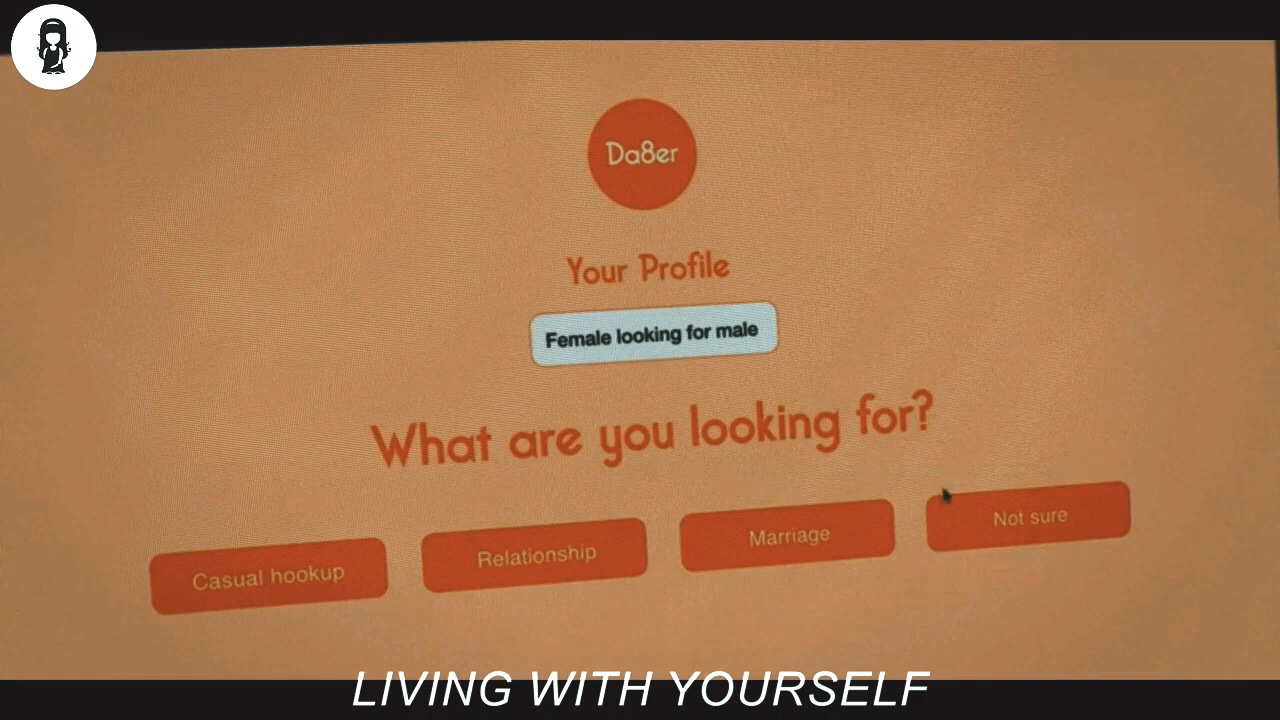 Da8er
Your Profile
Female looking for male
What are you looking for?
Casual hookup
Relationship
Marriage
Not sure
LIVING WITH YOURSELF